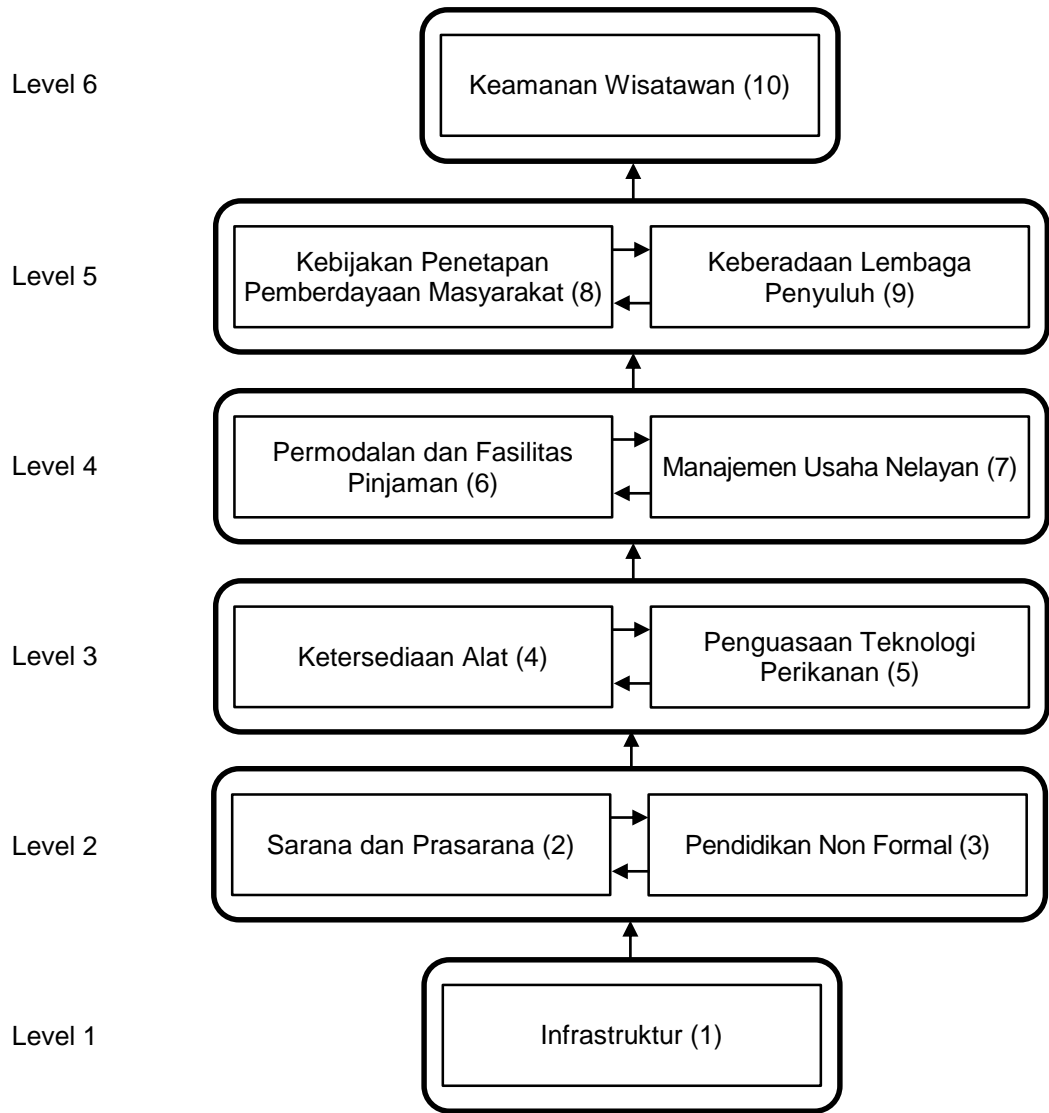 Level 6
Keamanan Wisatawan (10)
Level 5
Kebijakan Penetapan
Pemberdayaan Masyarakat (8)
Keberadaan Lembaga
Penyuluh (9)
Level 4
Permodalan dan Fasilitas
Pinjaman (6)
Manajemen Usaha Nelayan (7)
Level 3
Ketersediaan Alat (4)
Penguasaan Teknologi
Perikanan (5)
Level 2
Sarana dan Prasarana (2)
Pendidikan Non Formal (3)
Level 1
Infrastruktur (1)